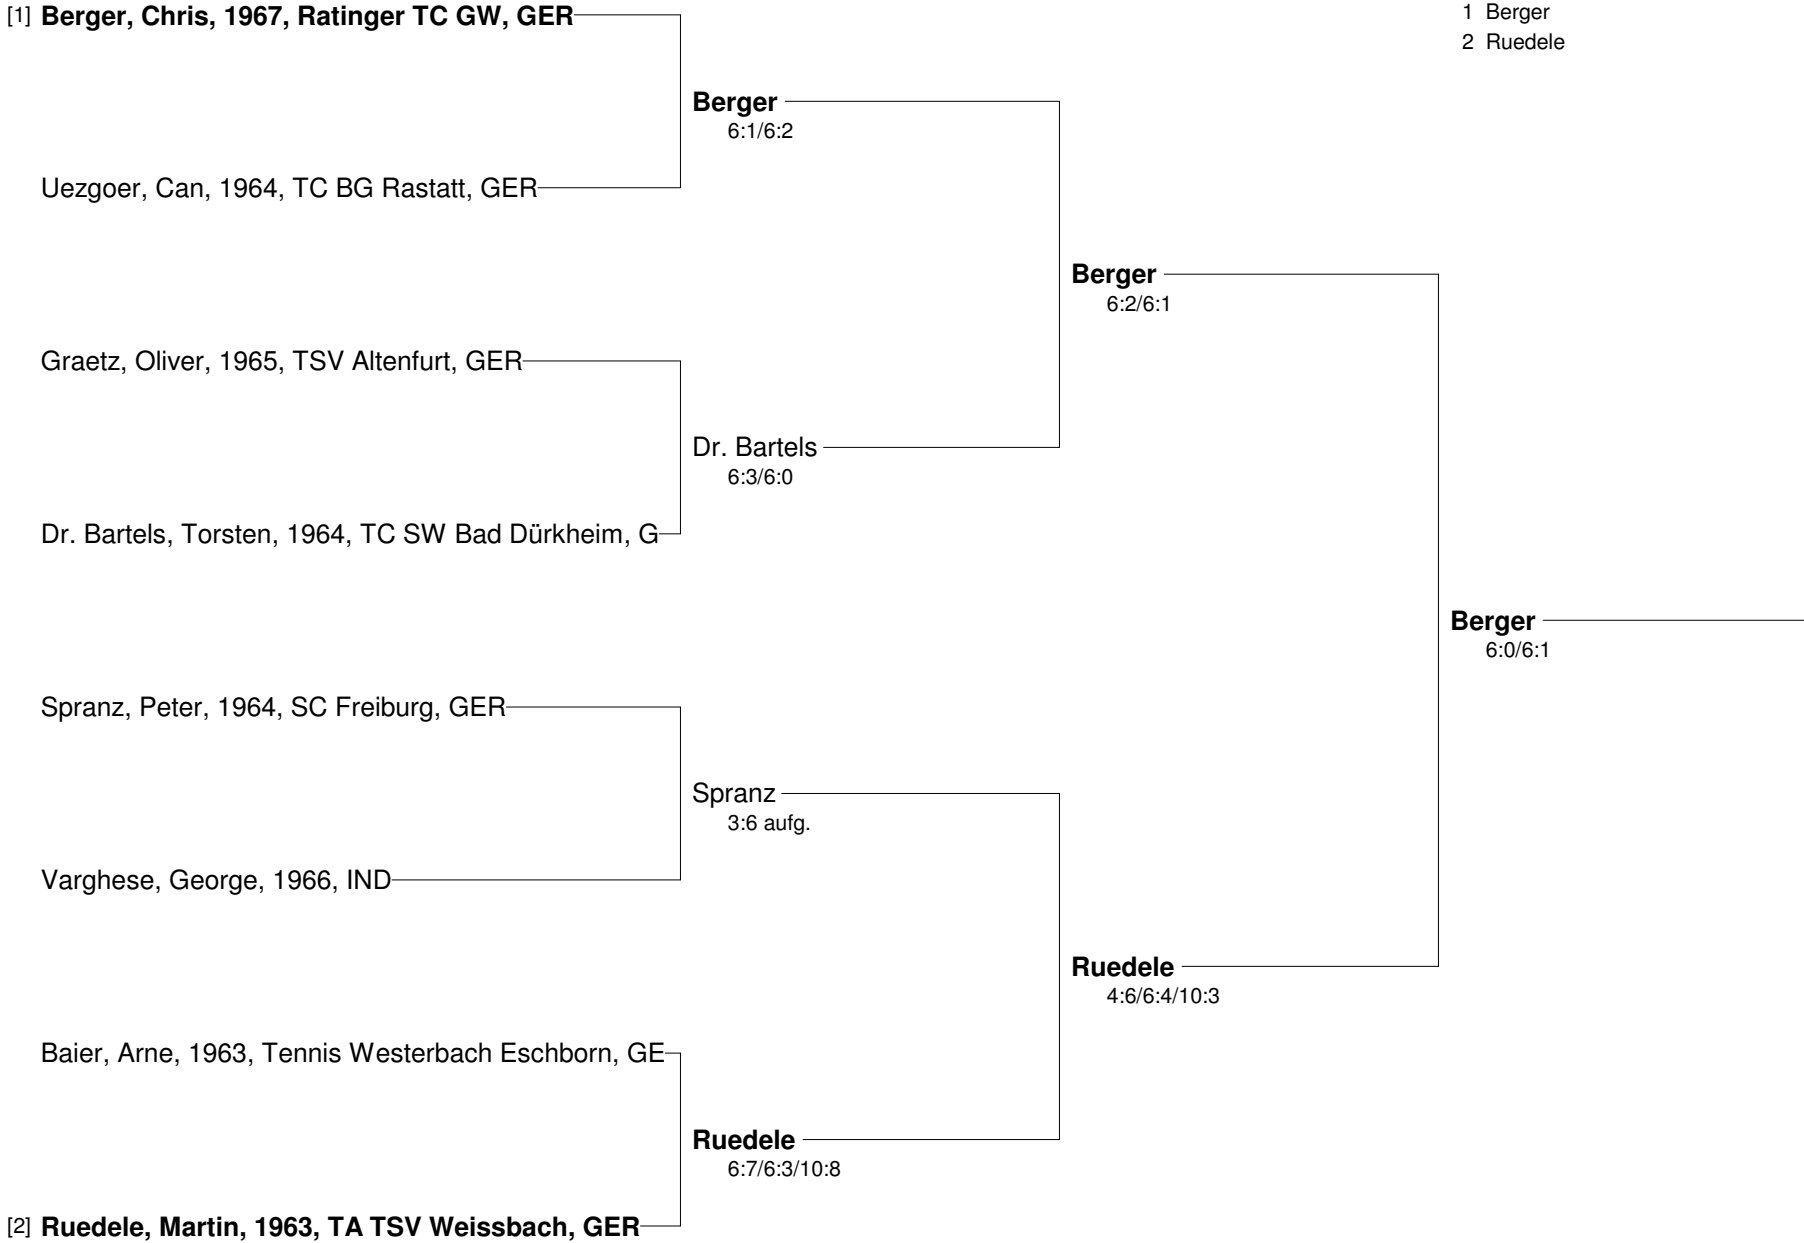 [1] Berger, Chris, 1967, Ratinger TC GW, GER
1 Berger
2 Ruedele
Berger
6:1/6:2
Uezgoer, Can, 1964, TC BG Rastatt, GER
Berger
6:2/6:1
Graetz, Oliver, 1965, TSV Altenfurt, GER
Dr. Bartels
6:3/6:0
Dr. Bartels, Torsten, 1964, TC SW Bad Dürkheim, G
Berger
6:0/6:1
Spranz, Peter, 1964, SC Freiburg, GER
Spranz
3:6 aufg.
Varghese, George, 1966, IND
Ruedele
4:6/6:4/10:3
Baier, Arne, 1963, Tennis Westerbach Eschborn, GE
Ruedele
6:7/6:3/10:8
[2] Ruedele, Martin, 1963, TA TSV Weissbach, GER